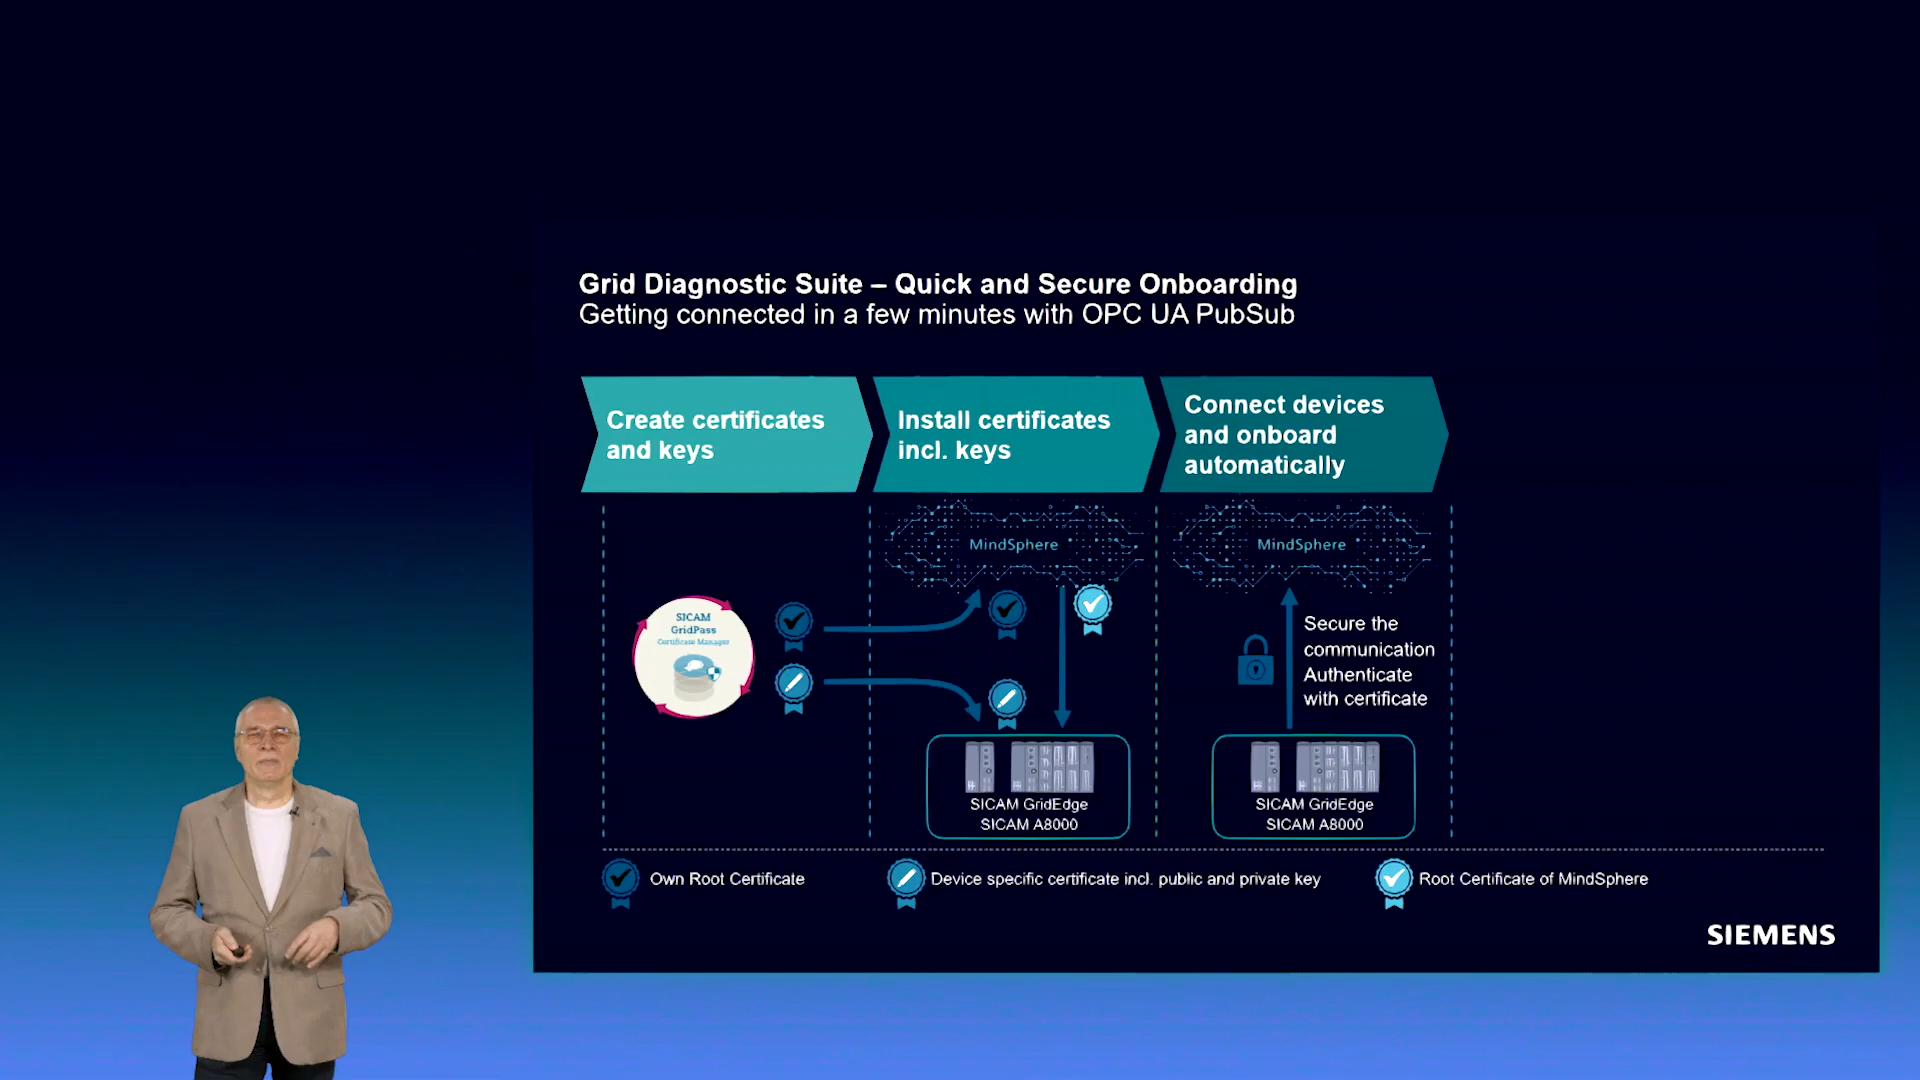 Grid Diagnostic Suite – Quick and Secure Onboarding
Getting connected in a few minutes with OPC UA PubSub
Create certificates
and keys
Install certificates
incl. keys
Connect devices
and onboard
automatically
MindSphere
MindSphere
SICAM
GridPass
Certificate Manager
Secure the
communication
Authenticate
with certificate
SICAM GridEdge
SICAM A8000
SICAM GridEdge
SICAM A8000
Own Root Certificate
Device specific certificate incl. public and private key
Root Certificate of MindSphere
SIEMENS